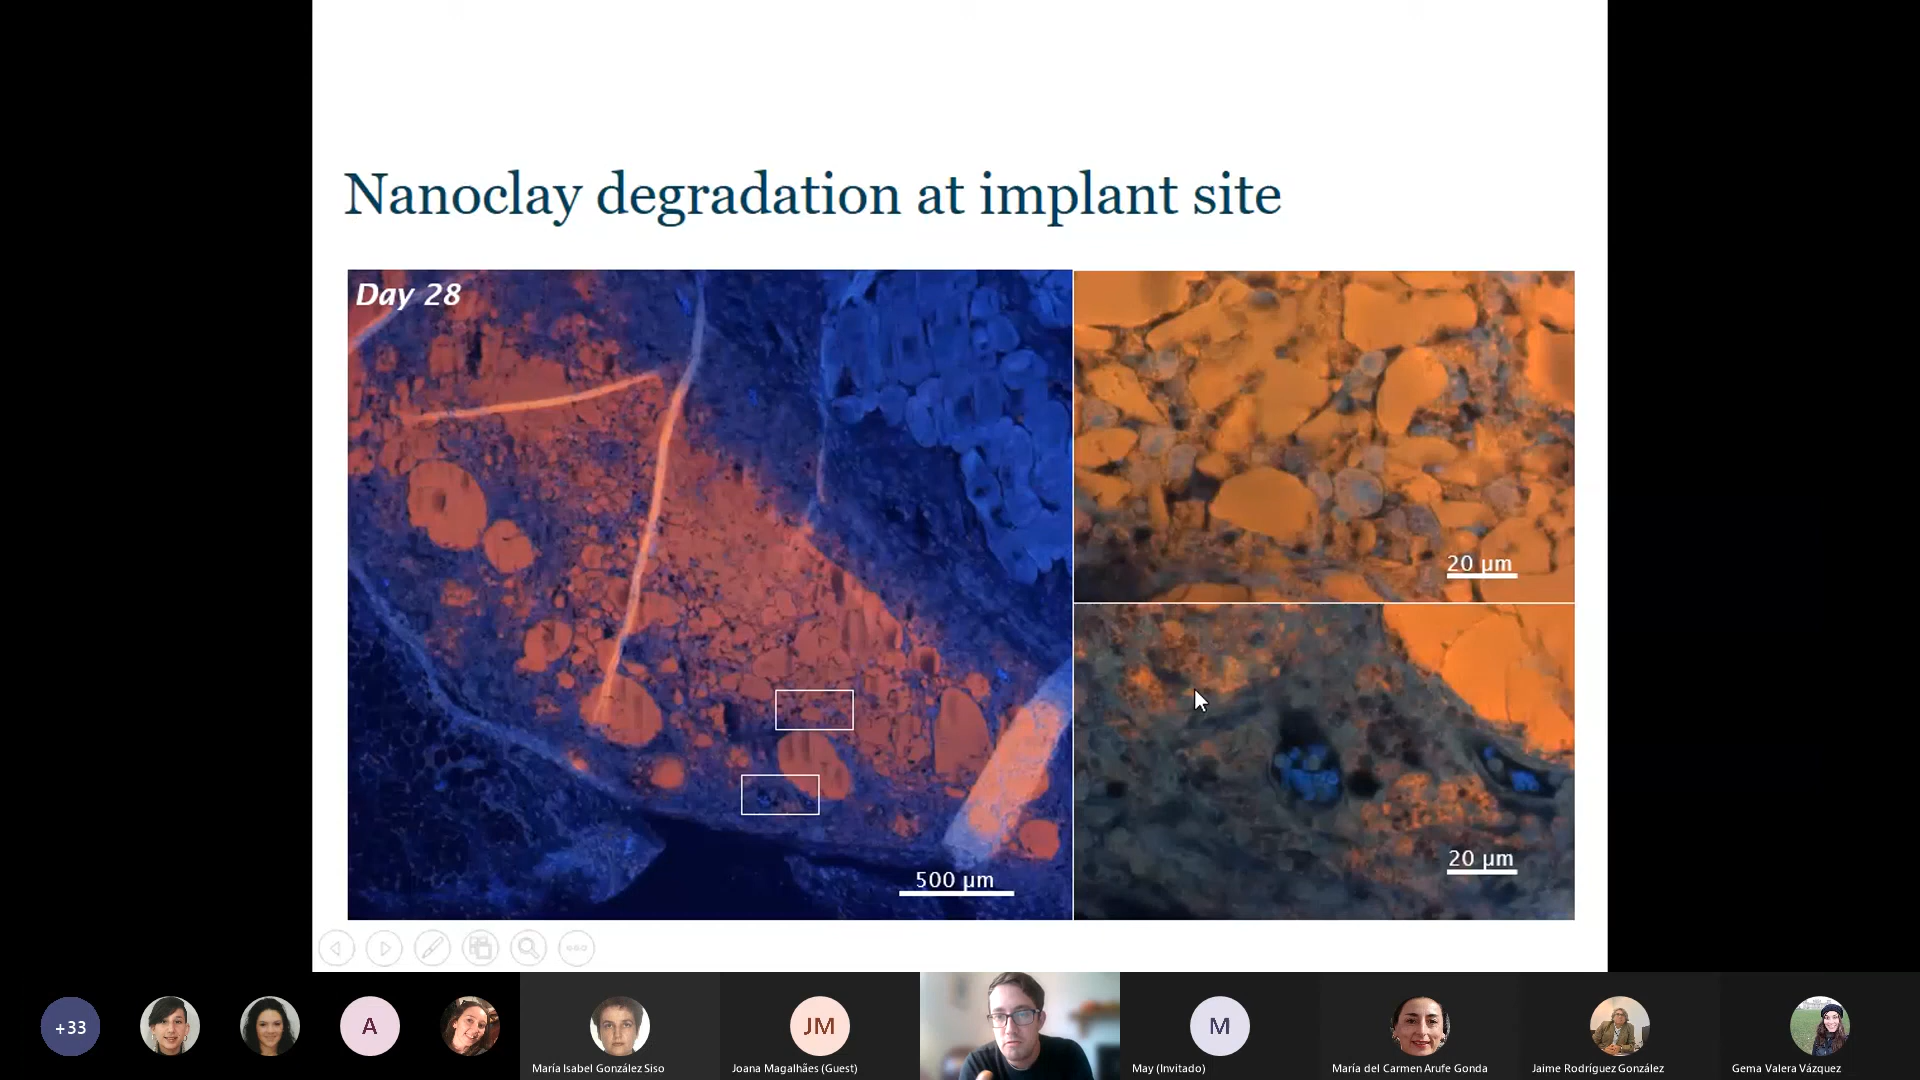 Nanoclay degradation at implant site
Day 28
500 µm
20 µm
20 µm
+33
A
María Isabel González Siso
JM
Joana Magalhães (Guest)
M
May (Invitado)
María del Carmen Arufe Gonda
Jaime Rodríguez González
Gema Valera Vázquez